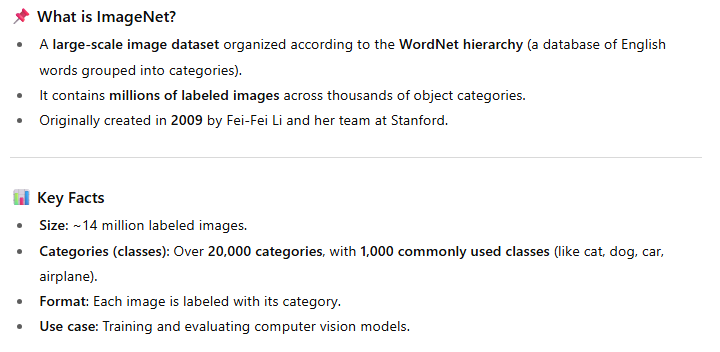 📌 What is ImageNet?
• A large-scale image dataset organized according to the WordNet hierarchy (a database of English
words grouped into categories).
• It contains millions of labeled images across thousands of object categories.
• Originally created in 2009 by Fei-Fei Li and her team at Stanford.
📊 Key Facts
• Size: ~14 million labeled images.
• Categories (classes): Over 20,000 categories, with 1,000 commonly used classes (like cat, dog, car,
airplane).
• Format: Each image is labeled with its category.
• Use case: Training and evaluating computer vision models.